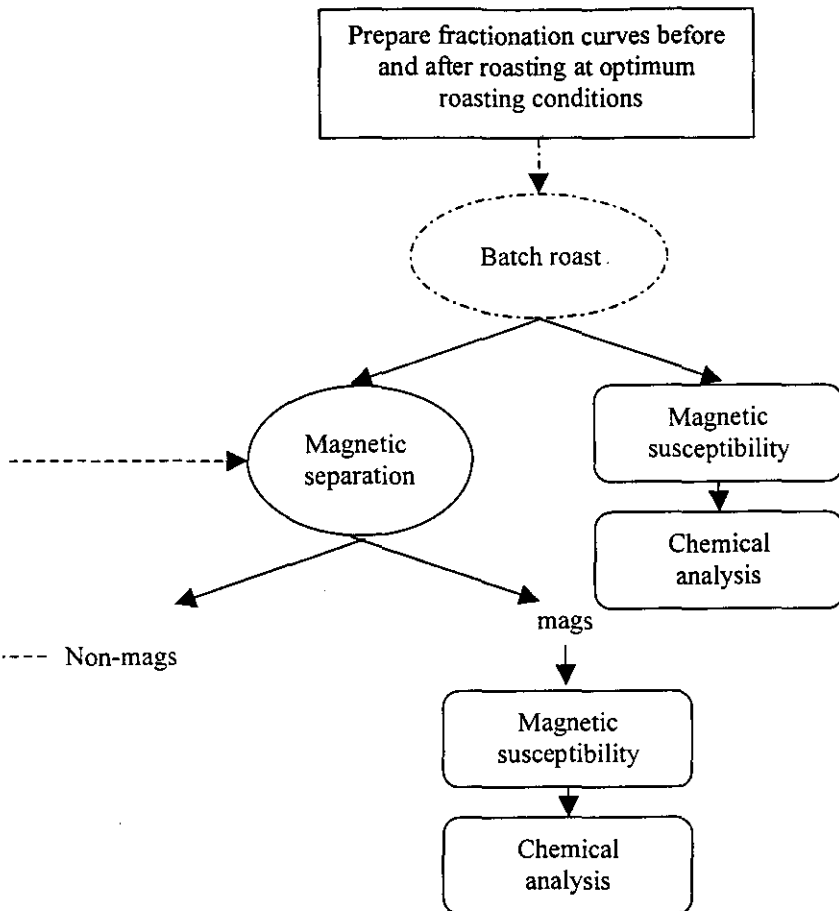 Prepare fractionation curves before
and after roasting at optimum
roasting conditions
Batch roast
Magnetic
separation
Magnetic
susceptibility
Chemical
analysis
mags
Non-mags
Magnetic
susceptibility
Chemical
analysis